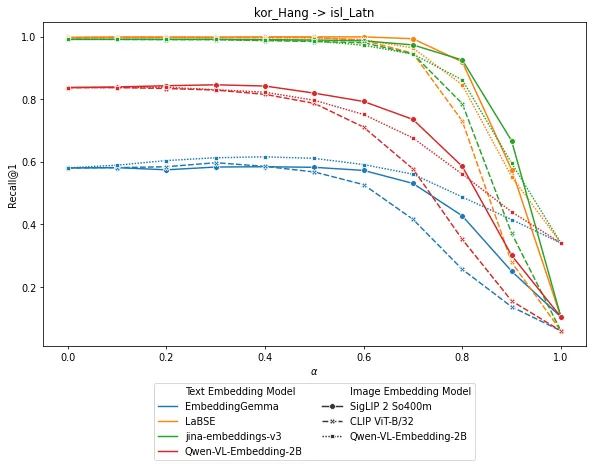 kor_Hang -> isl_Latn
Recall@1
1.0
0.8
0.6
0.4
0.2
0.0 0.2 0.4 0.6 0.8 1.0
α
Text Embedding Model Image Embedding Model
EmbeddingGemma SigLIP 2 So400m
LaBSE CLIP ViT-B/32
jina-embeddings-v3 Qwen-VL-Embedding-2B
Qwen-VL-Embedding-2B